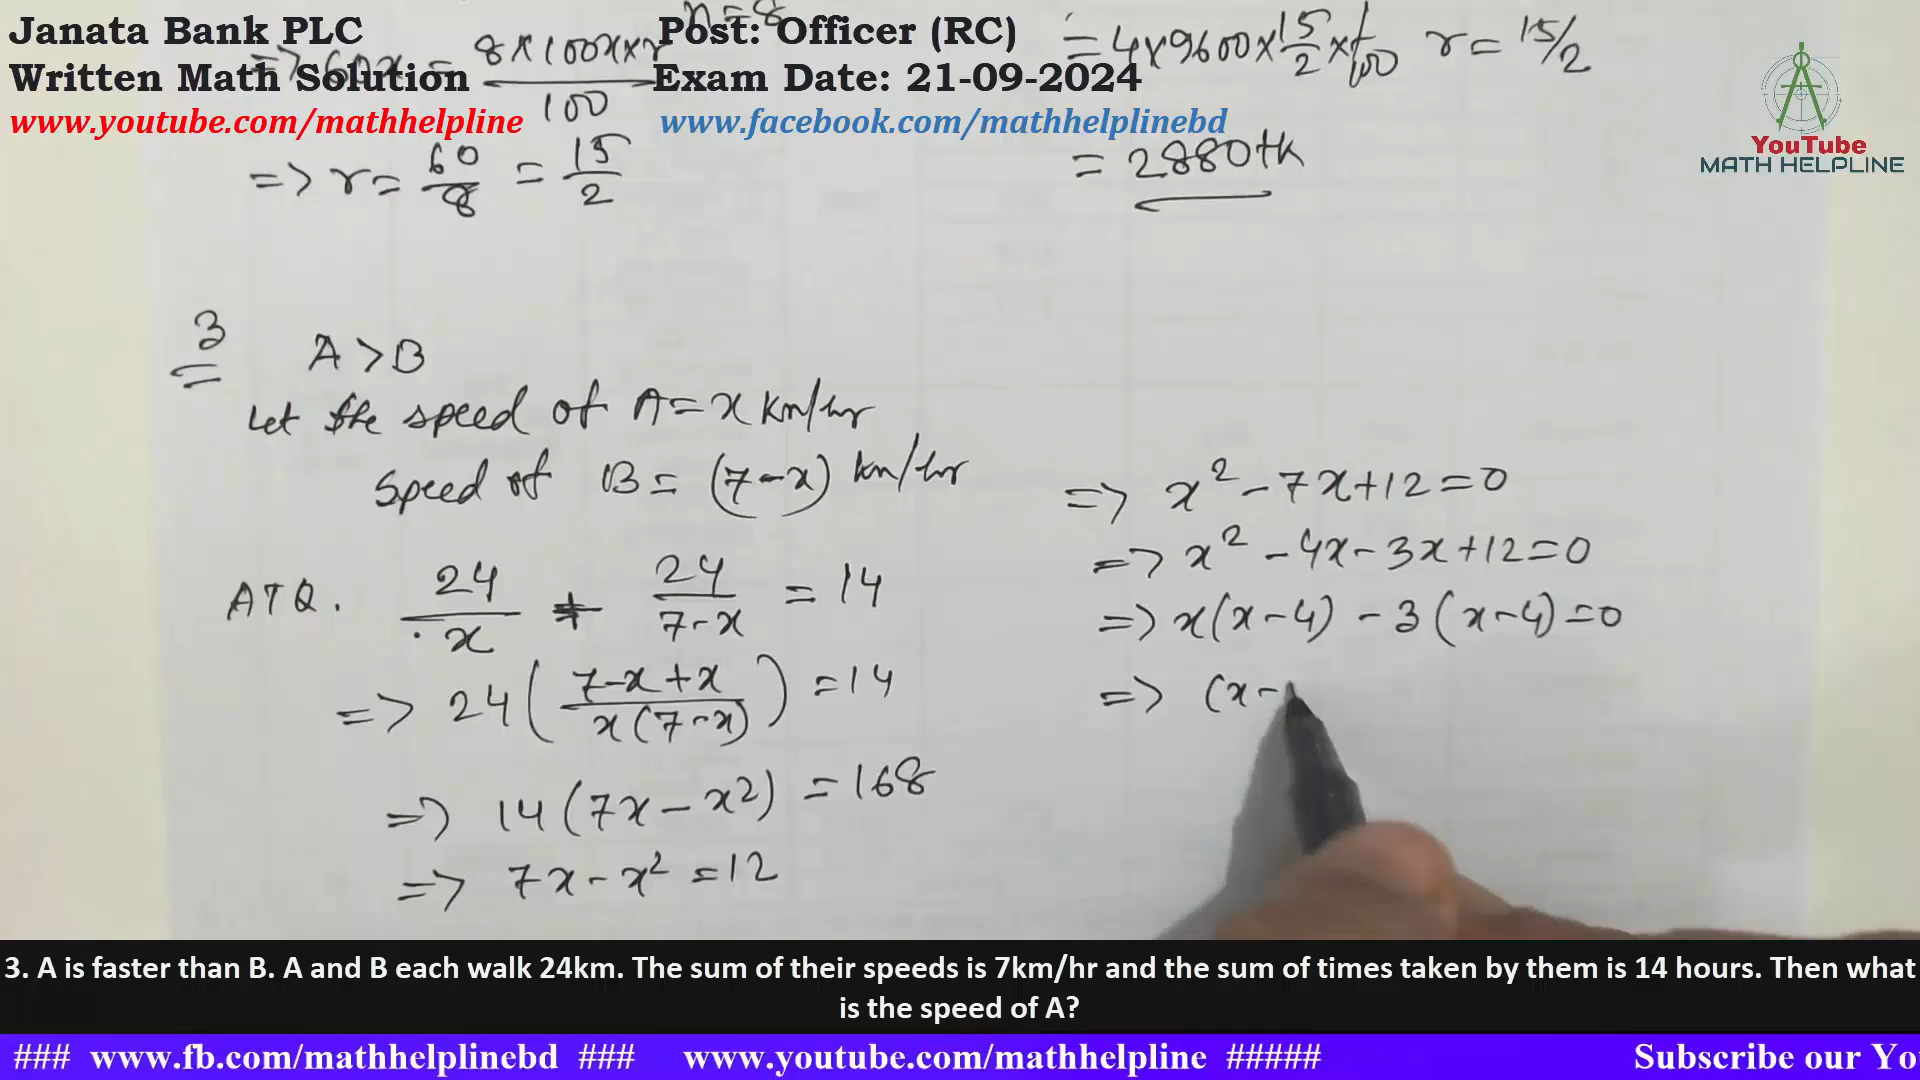 Janata Bank PLC
Post: Officer (RC)
Written Math Solution
Exam Date: 21-09-2024
www.youtube.com/mathhelpline
www.facebook.com/mathhelplinebd
YouTube
MATH HELPLINE
n = 8
=> 60x = 8×100x×r / 100
=> r = 60/8 = 15/2
= 4×9600×15/2×1/100 r = 15/2
= 2880tk
3
A > B
Let the speed of A = x km/hr
Speed of B = (7-x) km/hr
ATQ. 24/x + 24/7-x = 14
=> 24(7-x+x / x(7-x)) = 14
=> 14(7x-x²) = 168
=> 7x-x² = 12
=> x²-7x+12=0
=> x²-4x-3x+12=0
=> x(x-4)-3(x-4)=0
=> (x-
3. A is faster than B. A and B each walk 24km. The sum of their speeds is 7km/hr and the sum of times taken by them is 14 hours. Then what
is the speed of A?
### www.fb.com/mathhelplinebd ### www.youtube.com/mathhelpline ##### Subscribe our You